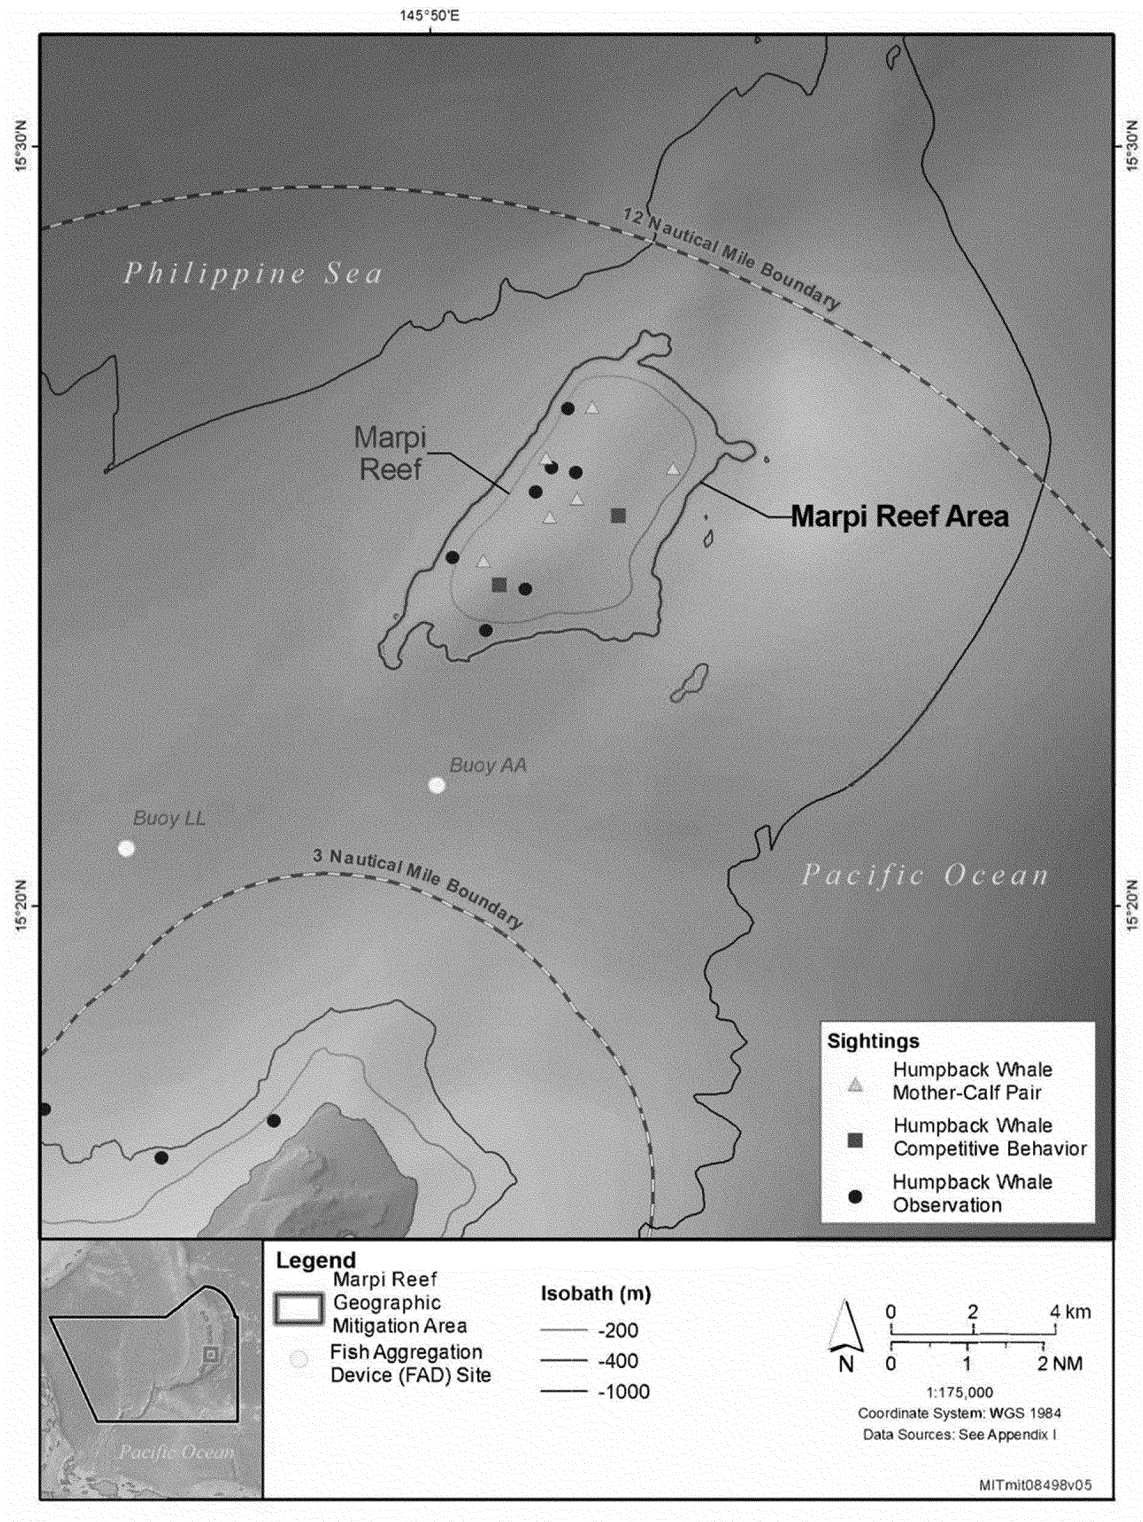 145°50'E
15°30'N
15°30'N
12 Nautical Mile Boundary
Philippine Sea
Marpi
Reef
Marpi Reef Area
Buoy AA
Buoy LL
3 Nautical Mile Boundary
Pacific Ocean
15°20'N
15°20'N
Sightings
Humpback Whale
Mother-Calf Pair
Humpback Whale
Competitive Behavior
Humpback Whale
Observation
Legend
Marpi Reef
Geographic
Mitigation Area
Fish Aggregation
Device (FAD) Site
Isobath (m)
-200
-400
-1000
N
0 2 4 km
0 1 2 NM
1:175,000
Coordinate System: WGS 1984
Data Sources: See Appendix I
Pacific Ocean
MITmit08498v05